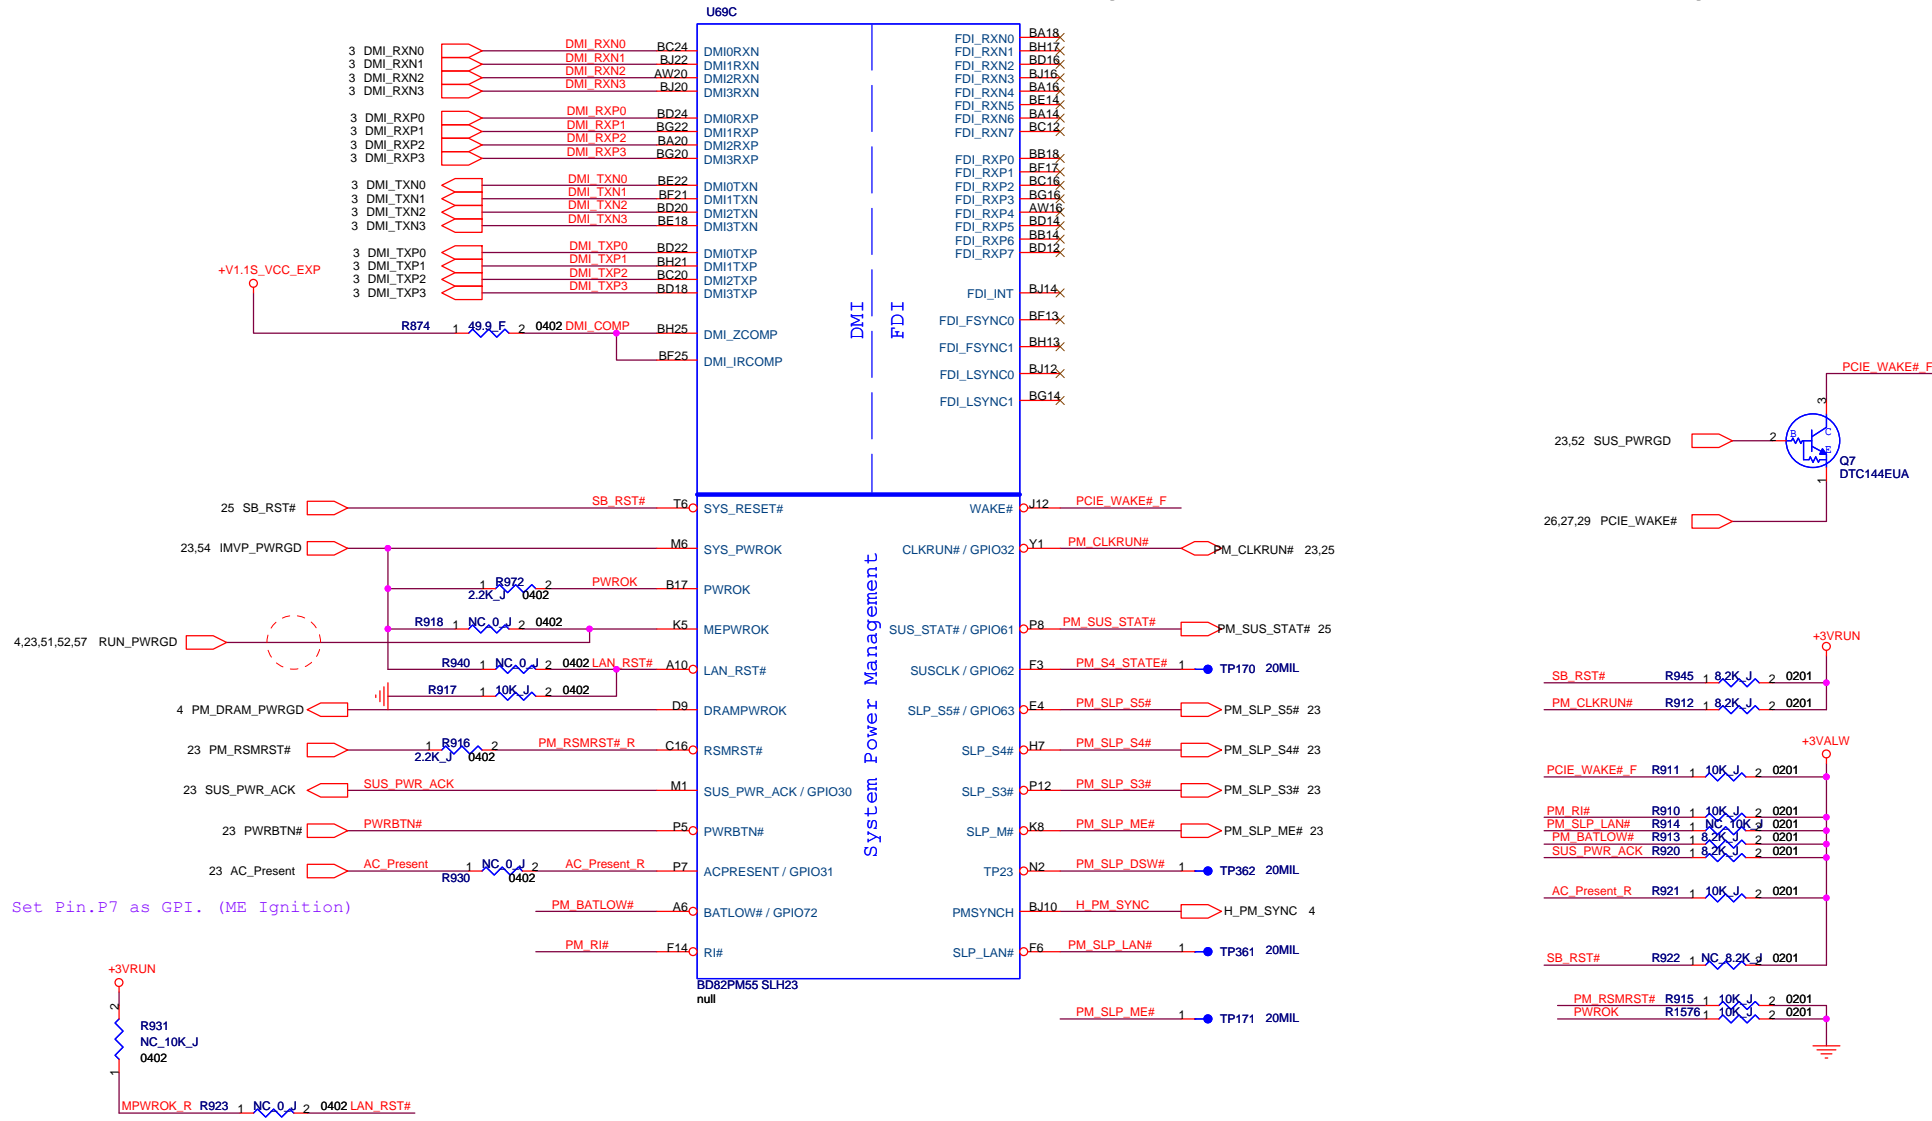 U69C
3 DMI_RXN0 DMI_RXN0 BC24 DMI0RXN
3 DMI_RXN1 DMI_RXN1 BJ22 DMI1RXN
3 DMI_RXN2 DMI_RXN2 AW20 DMI2RXN
3 DMI_RXN3 DMI_RXN3 BJ20 DMI3RXN
3 DMI_RXP0 DMI_RXP0 BD24 DMI0RXP
3 DMI_RXP1 DMI_RXP1 BG22 DMI1RXP
3 DMI_RXP2 DMI_RXP2 BA20 DMI2RXP
3 DMI_RXP3 DMI_RXP3 BG20 DMI3RXP
3 DMI_TXN0 DMI_TXN0 BE22 DMI0TXN
3 DMI_TXN1 DMI_TXN1 BF21 DMI1TXN
3 DMI_TXN2 DMI_TXN2 BD20 DMI2TXN
3 DMI_TXN3 DMI_TXN3 BE18 DMI3TXN
3 DMI_TXP0 DMI_TXP0 BD22 DMI0TXP
3 DMI_TXP1 DMI_TXP1 BH21 DMI1TXP
3 DMI_TXP2 DMI_TXP2 BC20 DMI2TXP
3 DMI_TXP3 DMI_TXP3 BD18 DMI3TXP
+V1.1S_VCC_EXP
R874 1 49.9_F 2 0402 DMI_COMP BH25 DMI_ZCOMP
BF25 DMI_IRCOMP
DMI
FDI
FDI_RXN0 BA18
FDI_RXN1 BH17
FDI_RXN2 BD16
FDI_RXN3 BJ16
FDI_RXN4 BA16
FDI_RXN5 BE14
FDI_RXN6 BA14
FDI_RXN7 BC12
FDI_RXP0 BB18
FDI_RXP1 BF17
FDI_RXP2 BC16
FDI_RXP3 BG16
FDI_RXP4 AW16
FDI_RXP5 BD14
FDI_RXP6 BB14
FDI_RXP7 BD12
FDI_INT BJ14
FDI_FSYNC0 BF13
FDI_FSYNC1 BH13
FDI_LSYNC0 BJ12
FDI_LSYNC1 BG14
25 SB_RST# SB_RST# T6 SYS_RESET#
23,54 IMVP_PWRGD M6 SYS_PWROK
1 R972 2 PWROK B17 PWROK
2.2K_J 0402
R918 1 NC_0_J 2 0402 K5 MEPWROK
4,23,51,52,57 RUN_PWRGD
R940 1 NC_0_J 2 0402 LAN_RST# A10 LAN_RST#
R917 1 10K_J 2 0402
4 PM_DRAM_PWRGD D9 DRAMPWROK
23 PM_RSMRST# 1 R916 2 PM_RSMRST#_R C16 RSMRST#
2.2K_J 0402
23 SUS_PWR_ACK SUS_PWR_ACK M1 SUS_PWR_ACK / GPIO30
23 PWRBTN# PWRBTN# P5 PWRBTN#
23 AC_Present AC_Present 1 NC_0_J 2 AC_Present_R P7 ACPRESENT / GPIO31
R930 0402
Set Pin.P7 as GPI. (ME Ignition)
PM_BATLOW# A6 BATLOW# / GPIO72
PM_RI# F14 RI#
System Power Management
WAKE# J12 PCIE_WAKE#_F
CLKRUN# / GPIO32 Y1 PM_CLKRUN# PM_CLKRUN# 23,25
SUS_STAT# / GPIO61 P8 PM_SUS_STAT# PM_SUS_STAT# 25
SUSCLK / GPIO62 F3 PM_S4_STATE# 1 TP170 20MIL
SLP_S5# / GPIO63 E4 PM_SLP_S5# PM_SLP_S5# 23
SLP_S4# H7 PM_SLP_S4# PM_SLP_S4# 23
SLP_S3# P12 PM_SLP_S3# PM_SLP_S3# 23
SLP_M# K8 PM_SLP_ME# PM_SLP_ME# 23
TP23 N2 PM_SLP_DSW# 1 TP362 20MIL
PMSYNCH BJ10 H_PM_SYNC H_PM_SYNC 4
SLP_LAN# F6 PM_SLP_LAN# 1 TP361 20MIL
BD82PM55 SLH23
null
PM_SLP_ME# 1 TP171 20MIL
+3VRUN
2
R931
NC_10K_J
0402
1
MPWROK_R R923 1 NC_0_J 2 0402 LAN_RST#
PCIE_WAKE#_F
3
23,52 SUS_PWRGD 2 B C E
Q7
DTC144EUA
1
26,27,29 PCIE_WAKE#
+3VRUN
SB_RST# R945 1 8.2K_J 2 0201
PM_CLKRUN# R912 1 8.2K_J 2 0201
+3VALW
PCIE_WAKE#_F R911 1 10K_J 2 0201
PM_RI# R910 1 10K_J 2 0201
PM_SLP_LAN# R914 1 NC_10K_J 2 0201
PM_BATLOW# R913 1 8.2K_J 2 0201
SUS_PWR_ACK R920 1 8.2K_J 2 0201
AC_Present_R R921 1 10K_J 2 0201
SB_RST# R922 1 NC_8.2K_J 2 0201
PM_RSMRST# R915 1 10K_J 2 0201
PWROK R1576 1 10K_J 2 0201